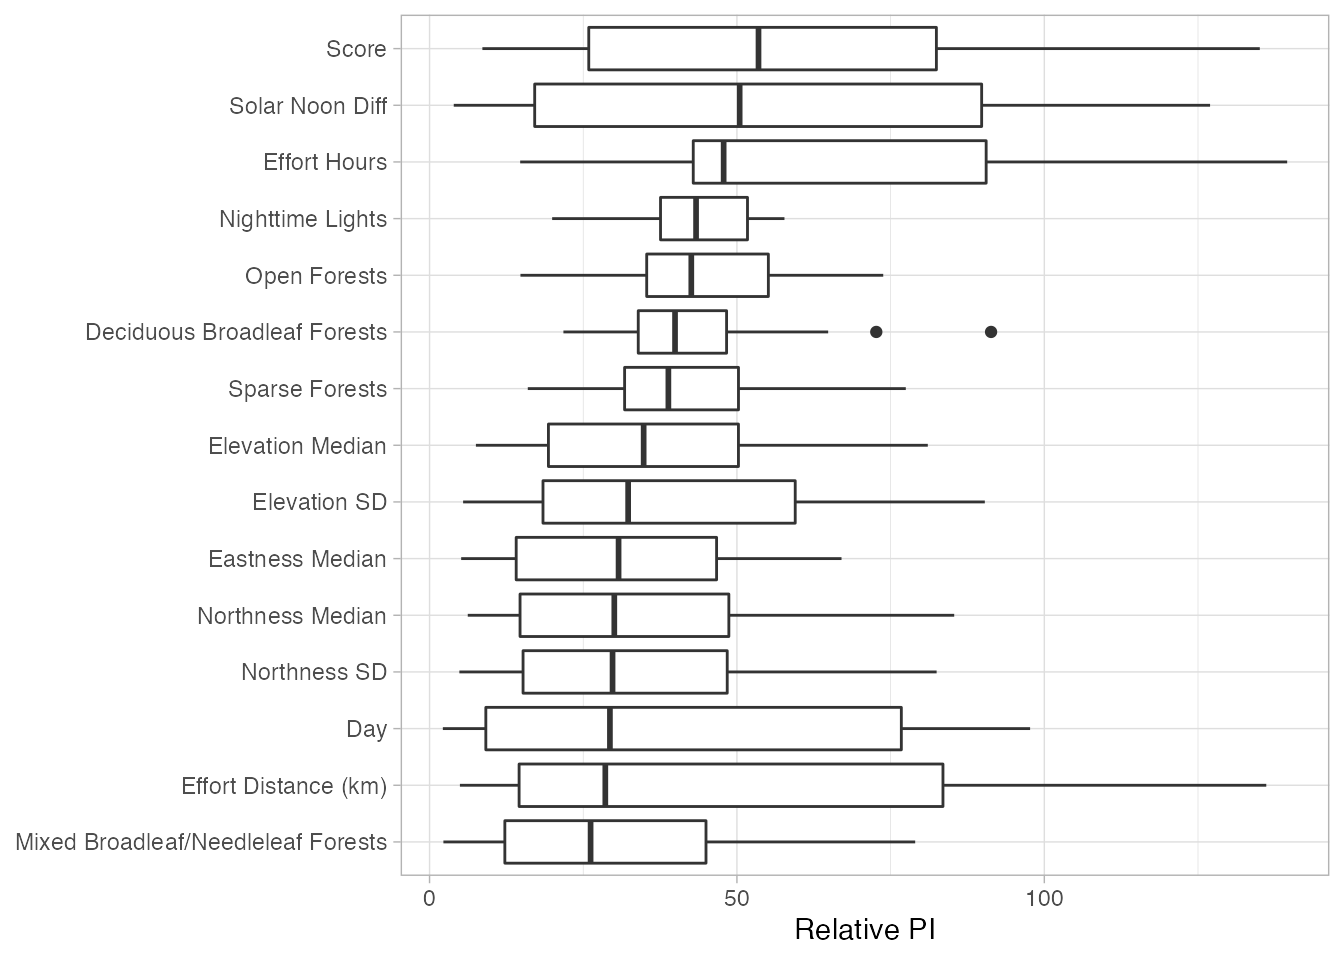 Score
Solar Noon Diff
Effort Hours
Nighttime Lights
Open Forests
Deciduous Broadleaf Forests
Sparse Forests
Elevation Median
Elevation SD
Eastness Median
Northness Median
Northness SD
Day
Effort Distance (km)
Mixed Broadleaf/Needleleaf Forests
0 50 100
Relative PI